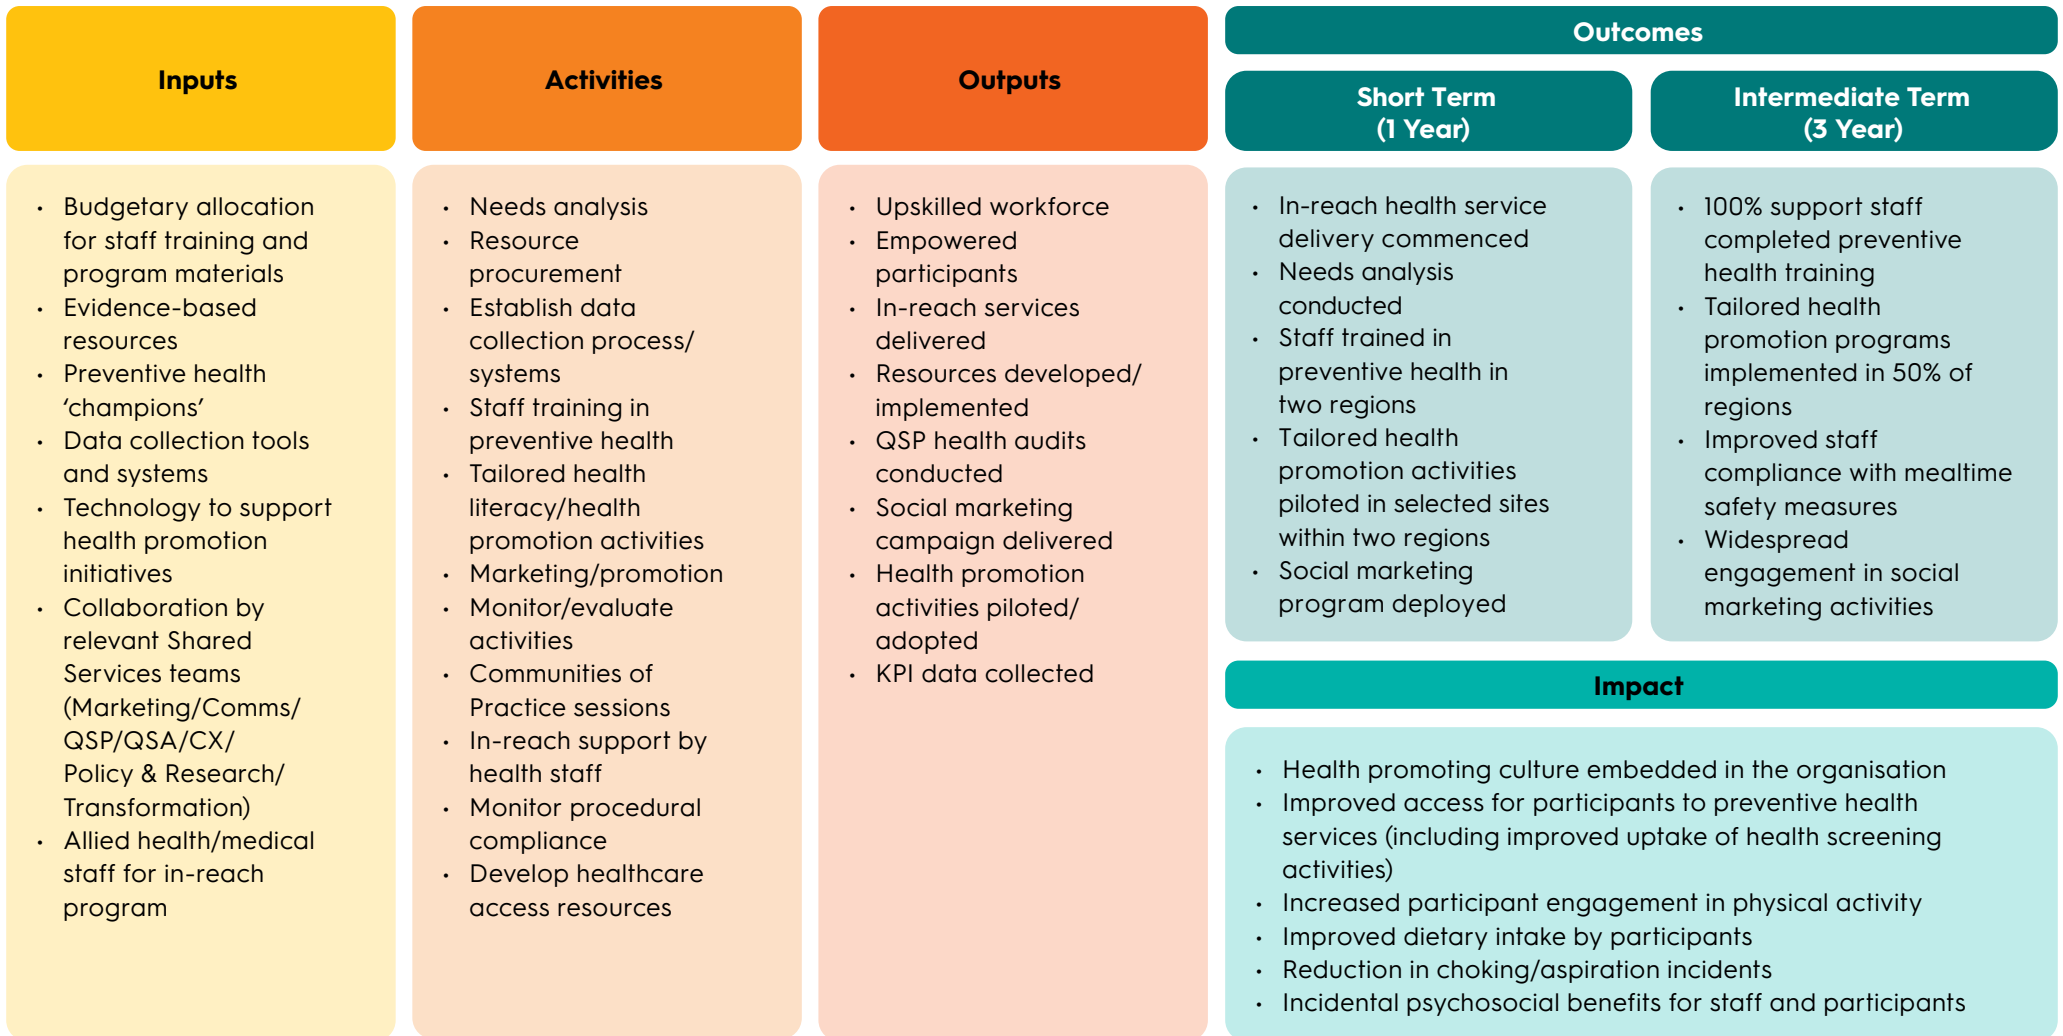 Inputs
• Budgetary allocation
for staff training and
program materials
• Evidence-based
resources
• Preventive health
‘champions’
• Data collection tools
and systems
• Technology to support
health promotion
initiatives
• Collaboration by
relevant Shared
Services teams
(Marketing/Comms/
QSP/QSA/CX/
Policy & Research/
Transformation)
• Allied health/medical
staff for in-reach
program
Activities
• Needs analysis
• Resource
procurement
• Establish data
collection process/
systems
• Staff training in
preventive health
• Tailored health
literacy/health
promotion activities
• Marketing/promotion
• Monitor/evaluate
activities
• Communities of
Practice sessions
• In-reach support by
health staff
• Monitor procedural
compliance
• Develop healthcare
access resources
Outputs
• Upskilled workforce
• Empowered
participants
• In-reach services
delivered
• Resources developed/
implemented
• QSP health audits
conducted
• Social marketing
campaign delivered
• Health promotion
activities piloted/
adopted
• KPI data collected
Outcomes
Short Term
(1 Year)
• In-reach health service
delivery commenced
• Needs analysis
conducted
• Staff trained in
preventive health in
two regions
• Tailored health
promotion activities
piloted in selected sites
within two regions
• Social marketing
program deployed
Intermediate Term
(3 Year)
• 100% support staff
completed preventive
health training
• Tailored health
promotion programs
implemented in 50% of
regions
• Improved staff
compliance with mealtime
safety measures
• Widespread
engagement in social
marketing activities
Impact
• Health promoting culture embedded in the organisation
• Improved access for participants to preventive health
services (including improved uptake of health screening
activities)
• Increased participant engagement in physical activity
• Improved dietary intake by participants
• Reduction in choking/aspiration incidents
• Incidental psychosocial benefits for staff and participants